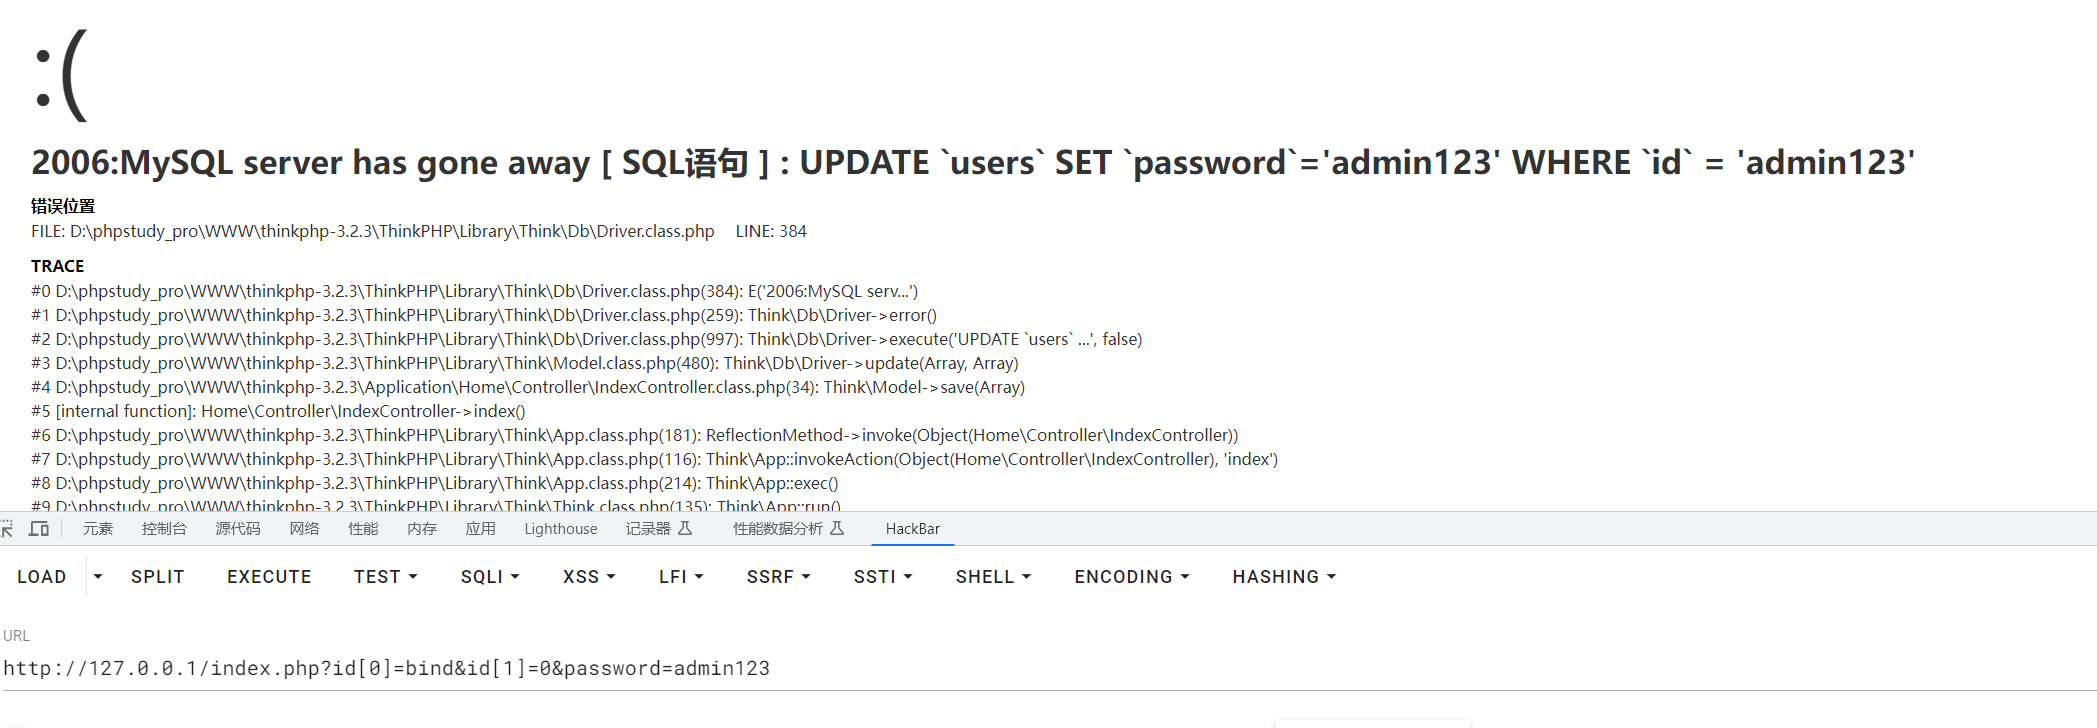 :(
2006:MySQL server has gone away [ SQL语句 ] : UPDATE `users` SET `password`='admin123' WHERE `id` = 'admin123'
错误位置
FILE: D:\phpstudy_pro\WWW\thinkphp-3.2.3\ThinkPHP\Library\Think\Db\Driver.class.php LINE: 384
TRACE
#0 D:\phpstudy_pro\WWW\thinkphp-3.2.3\ThinkPHP\Library\Think\Db\Driver.class.php(384): E('2006:MySQL serv...')
#1 D:\phpstudy_pro\WWW\thinkphp-3.2.3\ThinkPHP\Library\Think\Db\Driver.class.php(259): Think\Db\Driver->error()
#2 D:\phpstudy_pro\WWW\thinkphp-3.2.3\ThinkPHP\Library\Think\Db\Driver.class.php(997): Think\Db\Driver->execute('UPDATE `users` ...', false)
#3 D:\phpstudy_pro\WWW\thinkphp-3.2.3\ThinkPHP\Library\Think\Model.class.php(480): Think\Db\Driver->update(Array, Array)
#4 D:\phpstudy_pro\WWW\thinkphp-3.2.3\Application\Home\Controller\IndexController.class.php(34): Think\Model->save(Array)
#5 [internal function]: Home\Controller\IndexController->index()
#6 D:\phpstudy_pro\WWW\thinkphp-3.2.3\ThinkPHP\Library\Think\App.class.php(181): ReflectionMethod->invoke(Object(Home\Controller\IndexController))
#7 D:\phpstudy_pro\WWW\thinkphp-3.2.3\ThinkPHP\Library\Think\App.class.php(116): Think\App::invokeAction(Object(Home\Controller\IndexController), 'index')
#8 D:\phpstudy_pro\WWW\thinkphp-3.2.3\ThinkPHP\Library\Think\App.class.php(214): Think\App::exec()
#9 D:\phpstudy_pro\WWW\thinkphp-3.2.3\ThinkPHP\Library\Think\Think.class.php(135): Think\App::run()
元素 控制台 源代码 网络 性能 内存 应用 Lighthouse 记录器 性能数据分析 HackBar
LOAD SPLIT EXECUTE TEST SQLI XSS LFI SSRF SSTI SHELL ENCODING HASHING
URL
http://127.0.0.1/index.php?id[0]=bind&id[1]=0&password=admin123